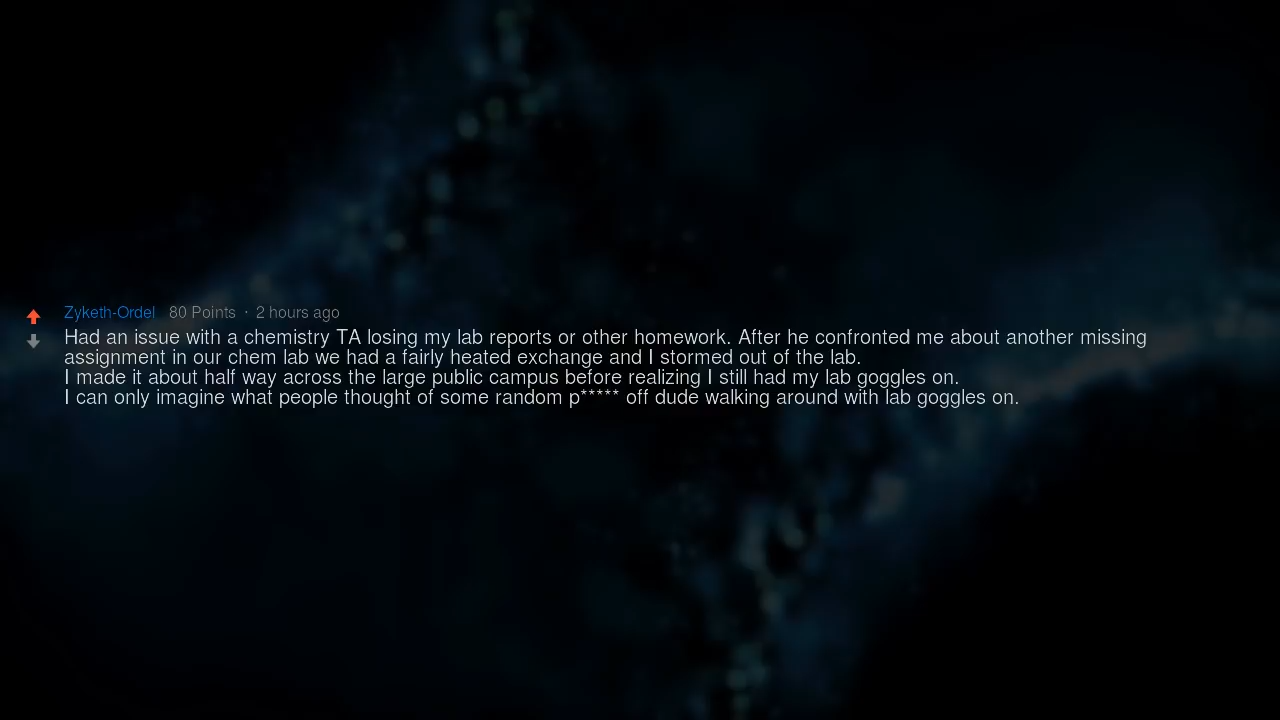 Zyketh-Ordel 80 Points · 2 hours ago
Had an issue with a chemistry TA losing my lab reports or other homework. After he confronted me about another missing
assignment in our chem lab we had a fairly heated exchange and I stormed out of the lab.
I made it about half way across the large public campus before realizing I still had my lab goggles on.
I can only imagine what people thought of some random p***** off dude walking around with lab goggles on.